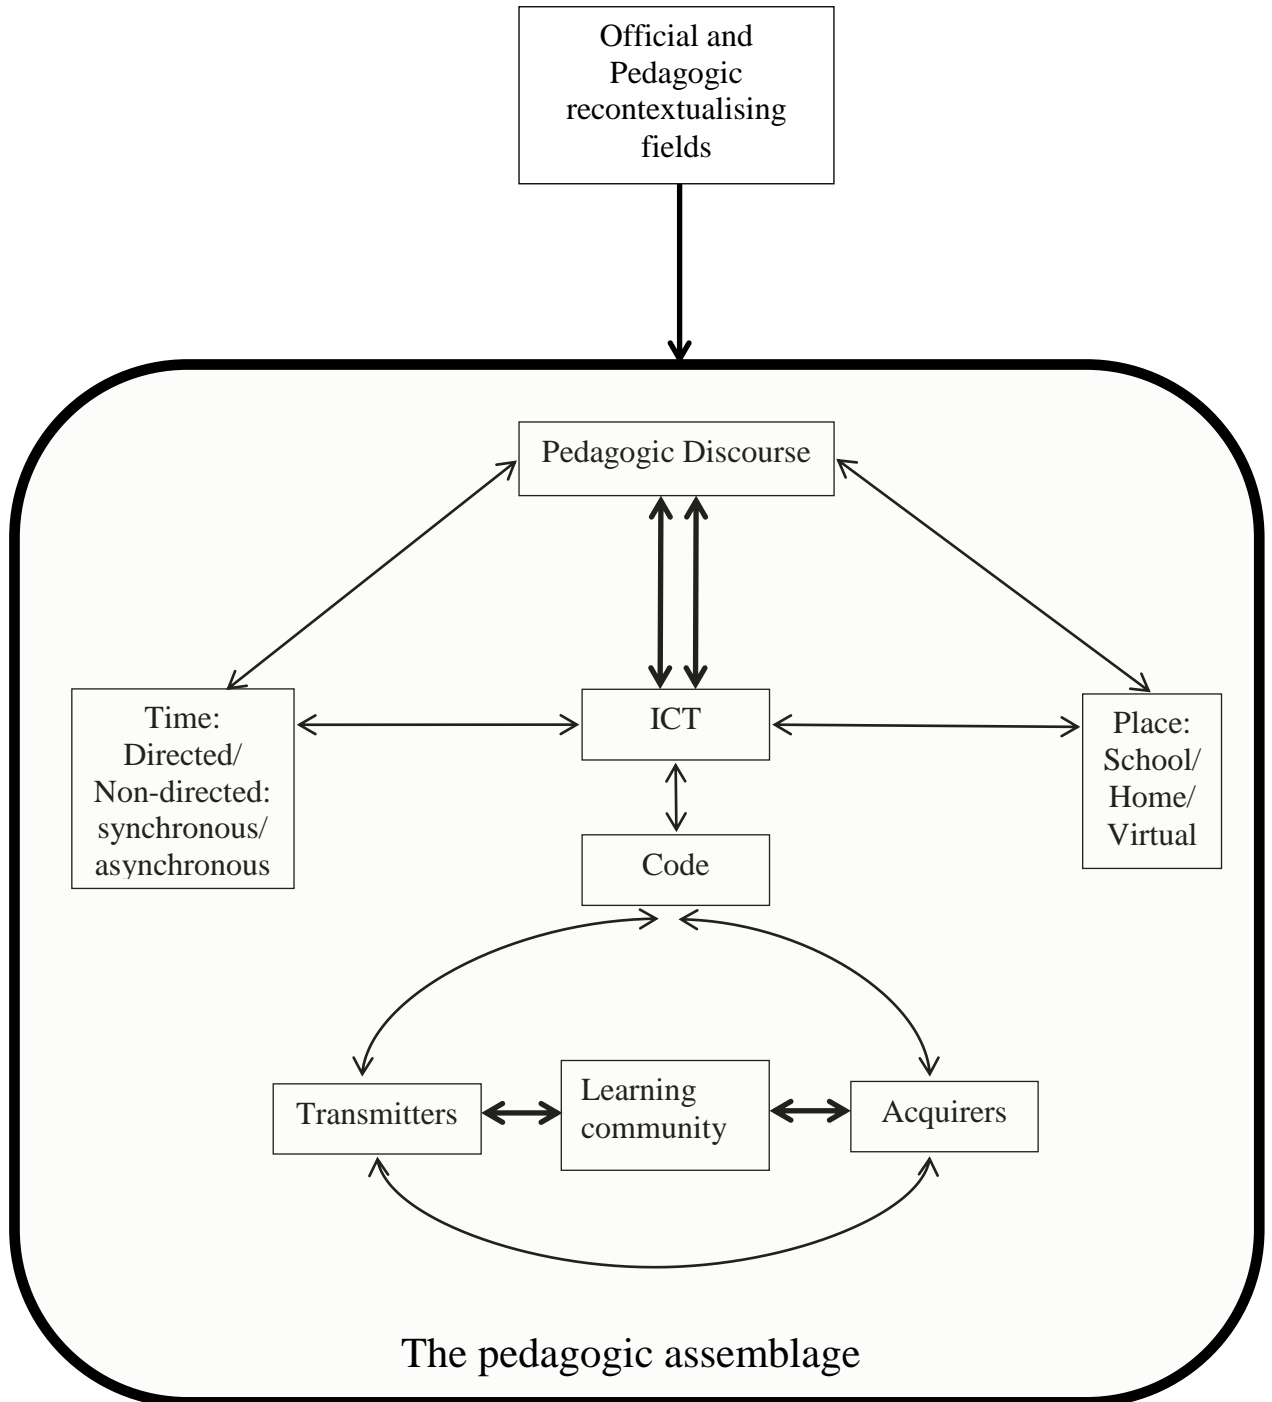 Official and
Pedagogic
recontextualising
fields
Pedagogic Discourse
Time:
Directed/
Non-directed:
synchronous/
asynchronous
ICT
Place:
School/
Home/
Virtual
Code
Transmitters
Learning
community
Acquirers
The pedagogic assemblage